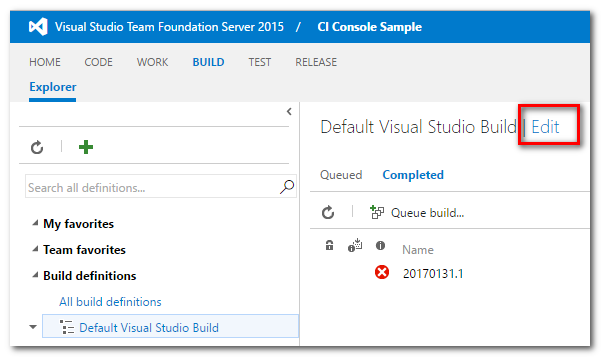 Visual Studio Team Foundation Server 2015 / CI Console Sample
HOME CODE WORK BUILD TEST RELEASE
Explorer
Default Visual Studio Build | Edit
Search all definitions...
Queued Completed
Queue build...
My favorites
Team favorites
Build definitions
All build definitions
Default Visual Studio Build
Name
20170131.1